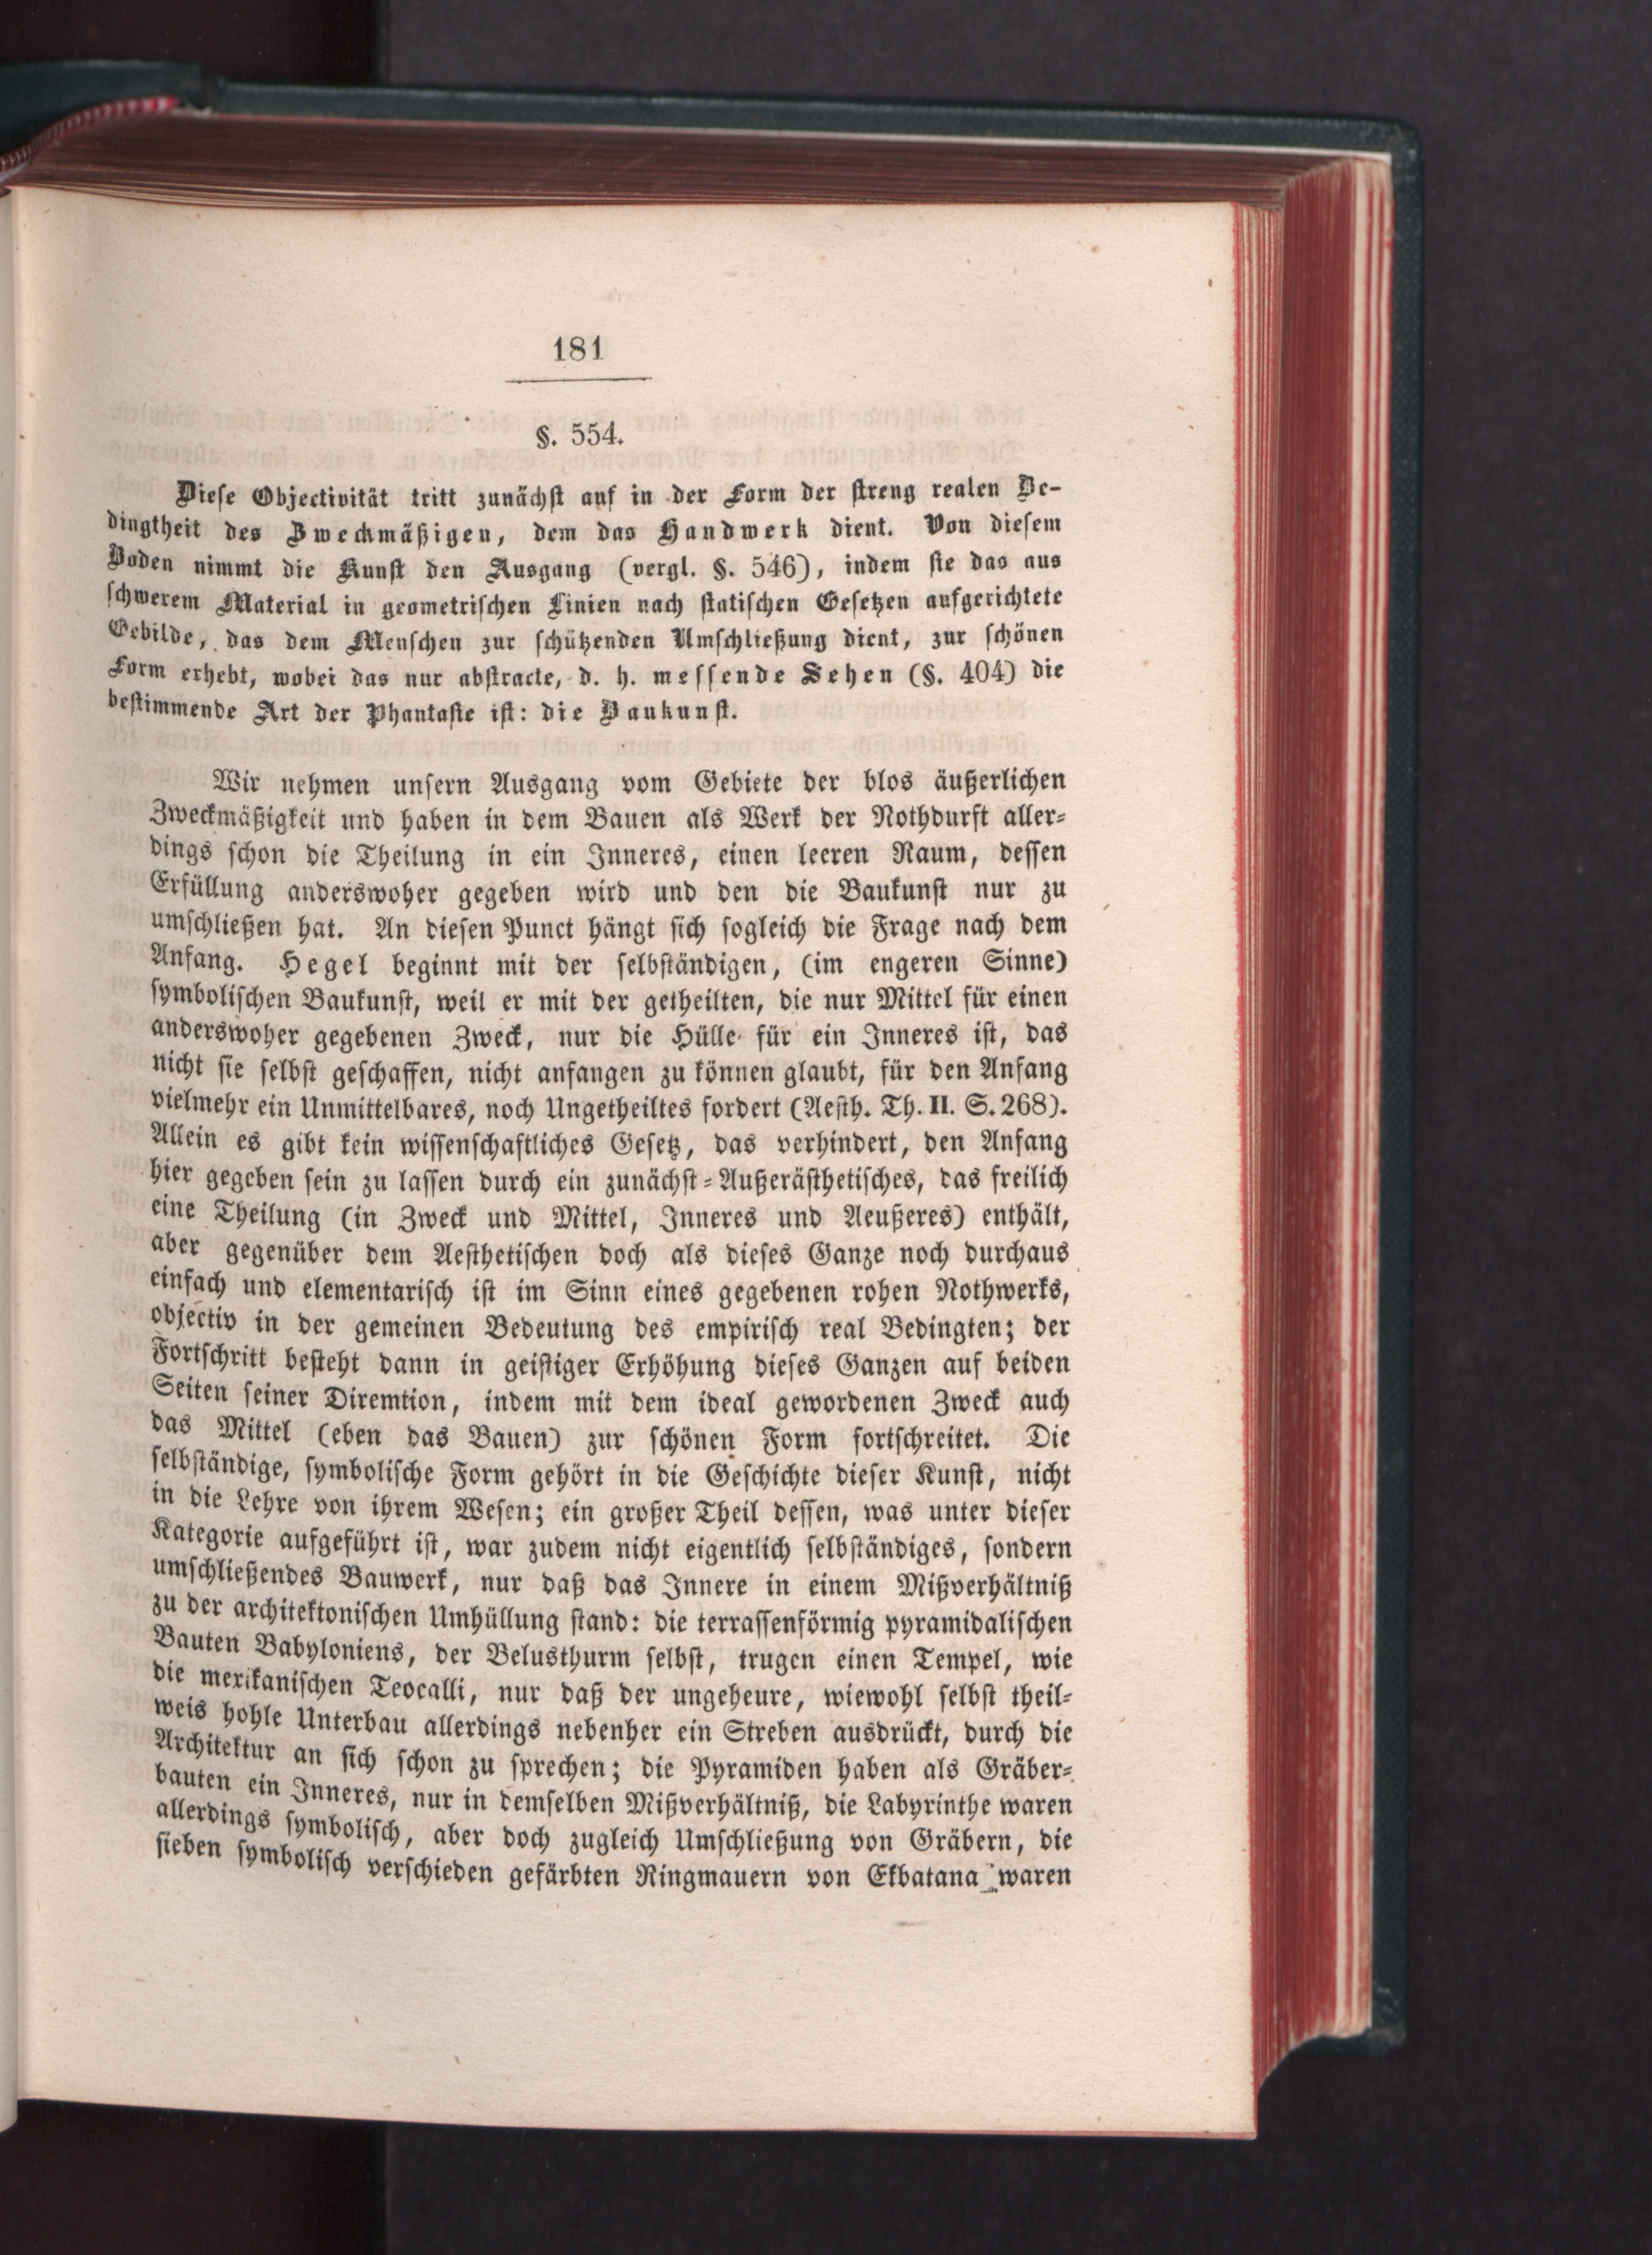 181
§. 554.
Diese Objectivität tritt zunächst auf in der Form der streng realen Be-
dingtheit des Zweckmäßigen, dem das Handwerk dient. Von diesem
Boden nimmt die Kunst den Ausgang (vergl. §. 546), indem sie das aus
schwerem Material in geometrischen Linien nach statischen Gesetzen aufgerichtete
Gebilde, das dem Menschen zur schützenden Umschließung dient, zur schönen
Form erhebt, wobei das nur abstracte, d. h. messende Sehen (§. 404) die
bestimmende Art der Phantasie ist: die Baukunst.
Wir nehmen unsern Ausgang vom Gebiete der blos äußerlichen
Zweckmäßigkeit und haben in dem Bauen als Werk der Nothdurft aller-
dings schon die Theilung in ein Inneres, einen leeren Raum, dessen
Erfüllung anderswoher gegeben wird und den die Baukunst nur zu
umschließen hat. An diesen Punct hängt sich sogleich die Frage nach dem
Anfang. Hegel beginnt mit der selbständigen, (im engeren Sinne)
symbolischen Baukunst, weil er mit der getheilten, die nur Mittel für einen
anderswoher gegebenen Zweck, nur die Hülle für ein Inneres ist, das
nicht sie selbst geschaffen, nicht anfangen zu können glaubt, für den Anfang
vielmehr ein Unmittelbares, noch Ungetheiltes fordert (Aesth. Th. II. S. 268).
Allein es gibt kein wissenschaftliches Gesetz, das verhindert, den Anfang
hier gegeben sein zu lassen durch ein zunächst-Außerästhetisches, das freilich
eine Theilung (in Zweck und Mittel, Inneres und Aeußeres) enthält,
aber gegenüber dem Aesthetischen doch als dieses Ganze noch durchaus
einfach und elementarisch ist im Sinn eines gegebenen rohen Nothwerks,
objectiv in der gemeinen Bedeutung des empirisch real Bedingten; der
Fortschritt besteht dann in geistiger Erhöhung dieses Ganzen auf beiden
Seiten seiner Diremtion, indem mit dem ideal gewordenen Zweck auch
das Mittel (eben das Bauen) zur schönen Form fortschreitet. Die
selbständige, symbolische Form gehört in die Geschichte dieser Kunst, nicht
in die Lehre von ihrem Wesen; ein großer Theil dessen, was unter dieser
Kategorie aufgeführt ist, war zudem nicht eigentlich selbständiges, sondern
umschließendes Bauwerk, nur daß das Innere in einem Mißverhältniß
zu der architektonischen Umhüllung stand: die terrassenförmig pyramidalischen
Bauten Babyloniens, der Belusthurm selbst, trugen einen Tempel, wie
die mexikanischen Teocalli, nur daß der ungeheure, wiewohl selbst theil-
weis hohle Unterbau allerdings nebenher ein Streben ausdrückt, durch die
Architektur an sich schon zu sprechen; die Pyramiden haben als Gräber-
bauten ein Inneres, nur in demselben Mißverhältniß, die Labyrinthe waren
allerdings symbolisch, aber doch zugleich Umschließung von Gräbern, die
sieben symbolisch verschieden gefärbten Ringmauern von Ekbatana waren